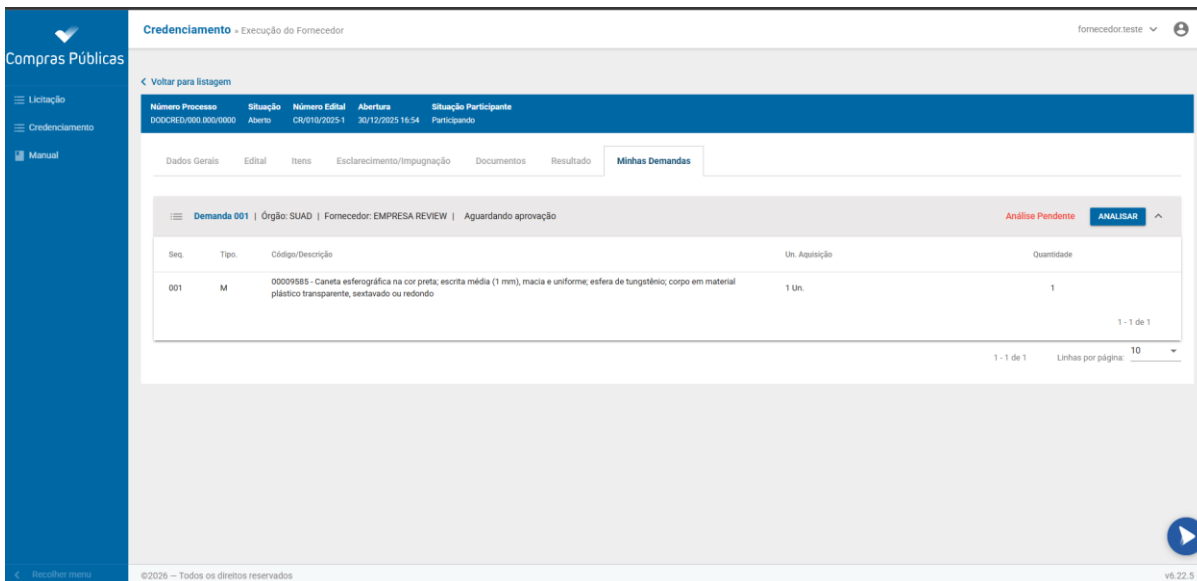 Compras Públicas
Licitação
Credenciamento
Manual
Recolher menu
Credenciamento » Execução do Fornecedor
fornecedor.teste
Voltar para listagem
Número Processo Situação Número Edital Abertura Situação Participante
DODCRED/000.000/0000 Aberto CR/010/2025-1 30/12/2025 16:54 Participando
Dados Gerais Edital Itens Esclarecimento/Impugnação Documentos Resultado Minhas Demandas
Demanda 001 | Órgão: SUAD | Fornecedor: EMPRESA REVIEW | Aguardando aprovação Análise Pendente ANALISAR
Seq. Tipo. Código/Descrição Un. Aquisição Quantidade
001 M 00009585 - Caneta esferográfica na cor preta; escrita média (1 mm), macia e uniforme; esfera de tungstênio; corpo em material 1 Un. 1
plástico transparente, sextavado ou redondo
1 - 1 de 1
1 - 1 de 1 Linhas por página: 10
©2026 — Todos os direitos reservados v6.22.5